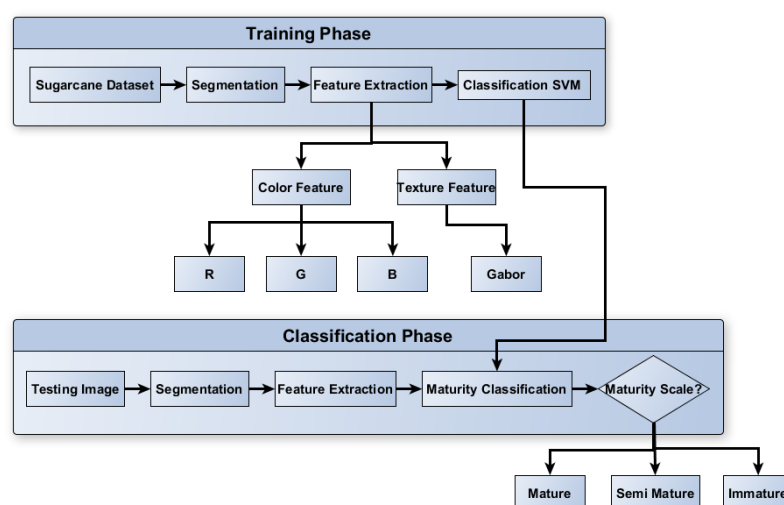 Training Phase
Sugarcane Dataset
Segmentation
Feature Extraction
Classification SVM
Color Feature
Texture Feature
R
G
B
Gabor
Classification Phase
Testing Image
Segmentation
Feature Extraction
Maturity Classification
Maturity Scale?
Mature
Semi Mature
Immature